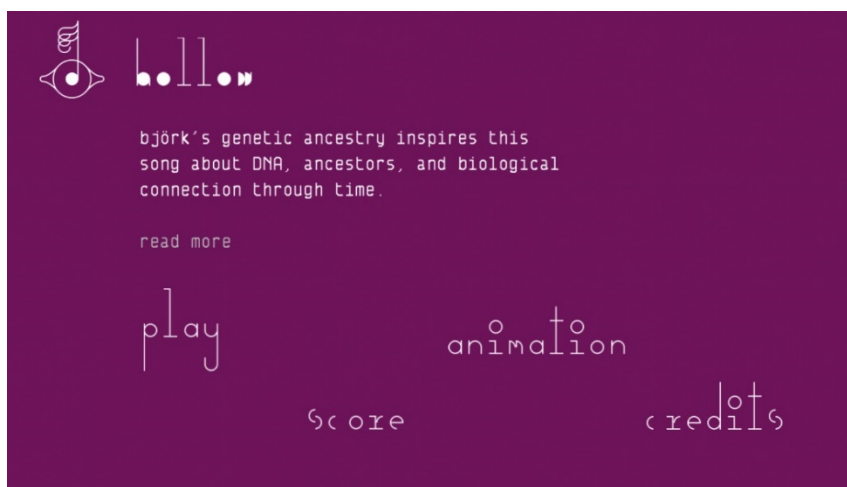 hollow
björk's genetic ancestry inspires this
song about DNA, ancestors, and biological
connection through time.
read more
play
animation
score
credits